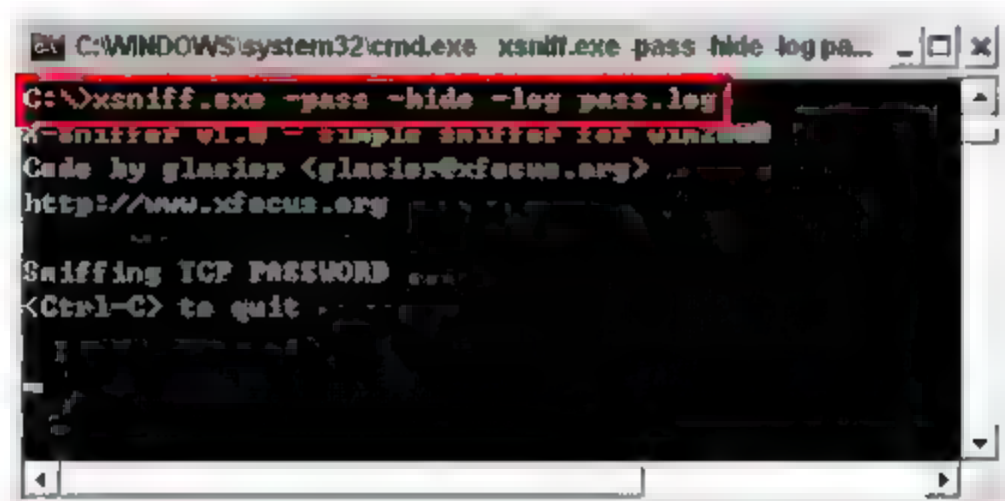 C:\WINDOWS\system32\cmd.exe xsniff.exe -pass -hide -log pa...
C:\>xsniff.exe -pass -hide -log pass.log
X-Sniffer v1.0 - simple sniffer for win2000
Code by glacier <glacier@xfocus.org>
http://www.xfocus.org
Sniffing TCP PASSWORD
<Ctrl-C> to quit